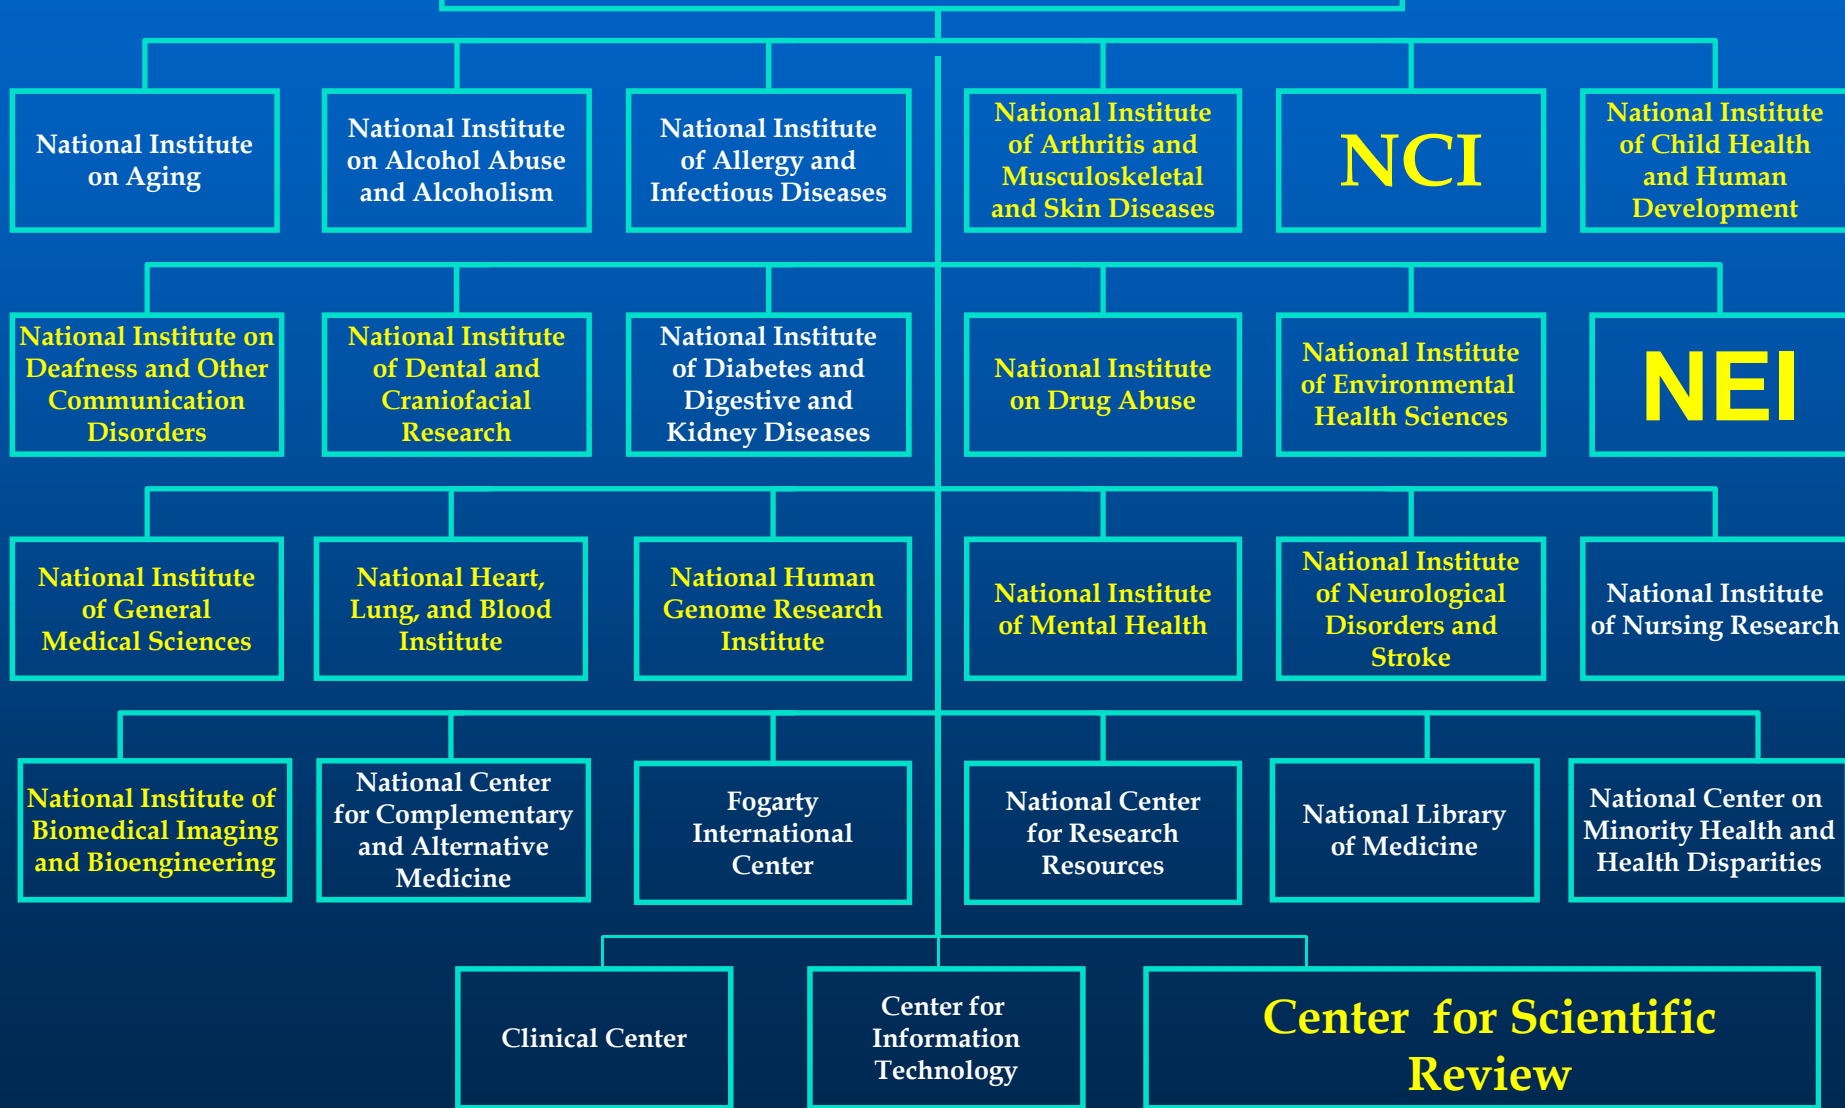 National Institute
on Aging
National Institute
on Alcohol Abuse
and Alcoholism
National Institute
of Allergy and
Infectious Diseases
National Institute
of Arthritis and
Musculoskeletal
and Skin Diseases
NCI
National Institute
of Child Health
and Human
Development
National Institute on
Deafness and Other
Communication
Disorders
National Institute
of Dental and
Craniofacial
Research
National Institute
of Diabetes and
Digestive and
Kidney Diseases
National Institute
on Drug Abuse
National Institute
of Environmental
Health Sciences
NEI
National Institute
of General
Medical Sciences
National Heart,
Lung, and Blood
Institute
National Human
Genome Research
Institute
National Institute
of Mental Health
National Institute
of Neurological
Disorders and
Stroke
National Institute
of Nursing Research
National Institute of
Biomedical Imaging
and Bioengineering
National Center
for Complementary
and Alternative
Medicine
Fogarty
International
Center
National Center
for Research
Resources
National Library
of Medicine
National Center on
Minority Health and
Health Disparities
Clinical Center
Center for
Information
Technology
Center for Scientific
Review